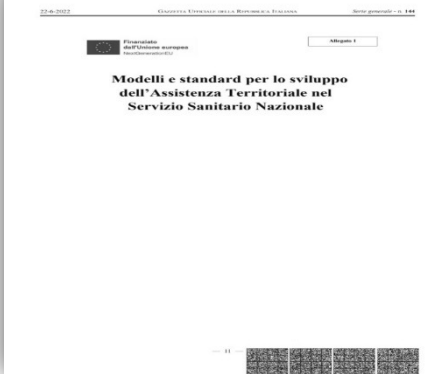 22-6-2022 GAZZETTA UFFICIALE DELLA REPUBBLICA ITALIANA Serie generale - n. 144
Finanziato
dall'Unione europea
NextGenerationEU
Allegato 1
Modelli e standard per lo sviluppo
dell'Assistenza Territoriale nel
Servizio Sanitario Nazionale
— 11 —